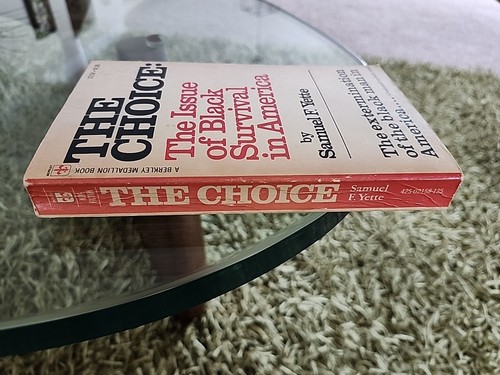 THE
CHOICE:
The Issue
of Black
Survival
in America
by
Samuel F. Yette
The extermination
of the
black man in
America...
A BERKLEY MEDALLION BOOK
THE CHOICE
Samuel
F. Yette
425-02158-125